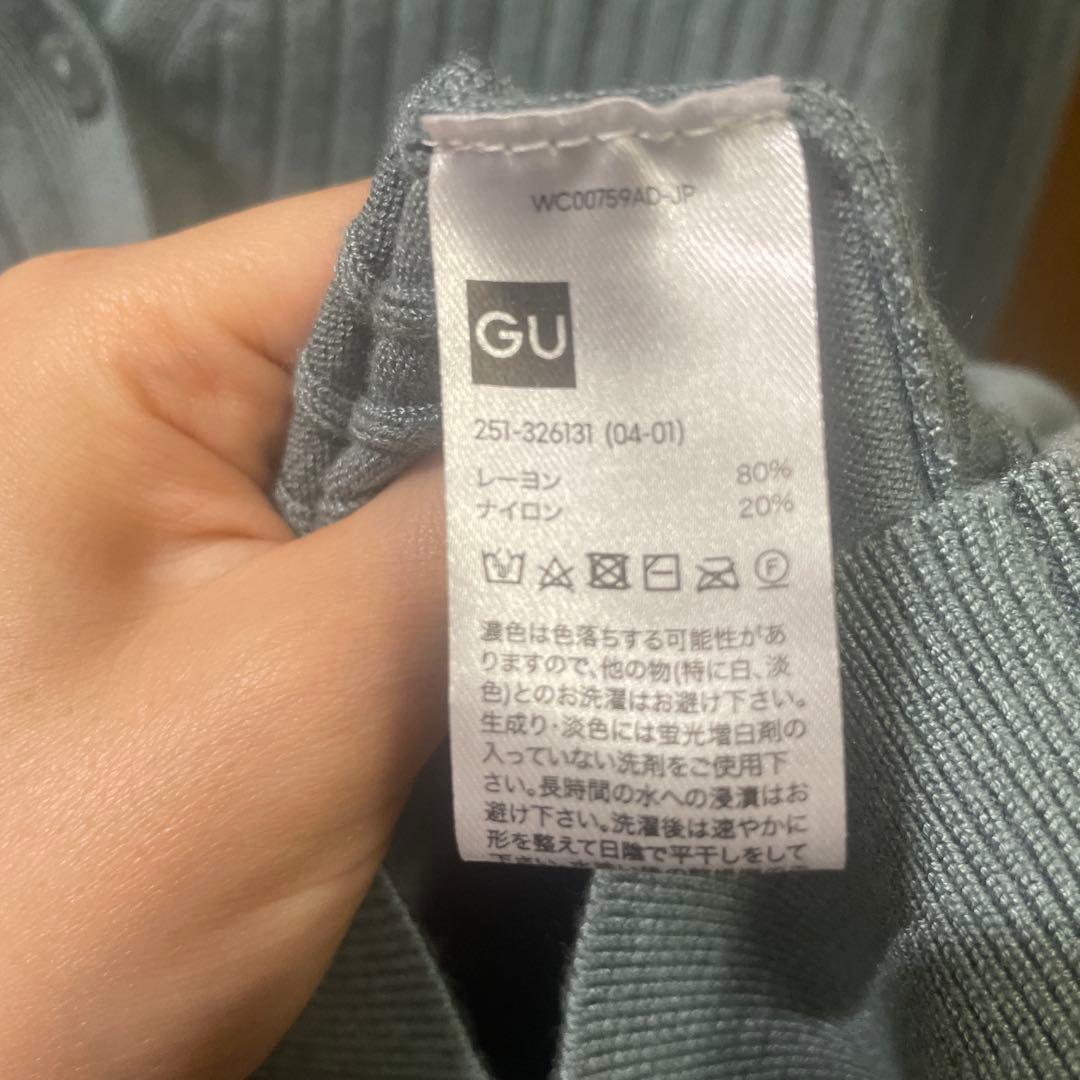 WC00759AD-JP
GU
251-326131 (04-01)
レーヨン 80%
ナイロン 20%
F
濃色は色落ちする可能性があ
りますので、他の物(特に白、淡
色)とのお洗濯はお避け下さい。
生成り・淡色には蛍光増白剤の
入っていない洗剤をご使用下
さい。長時間の水への浸漬はお
避け下さい。洗濯後は速やかに
形を整えて日陰で平干しをして